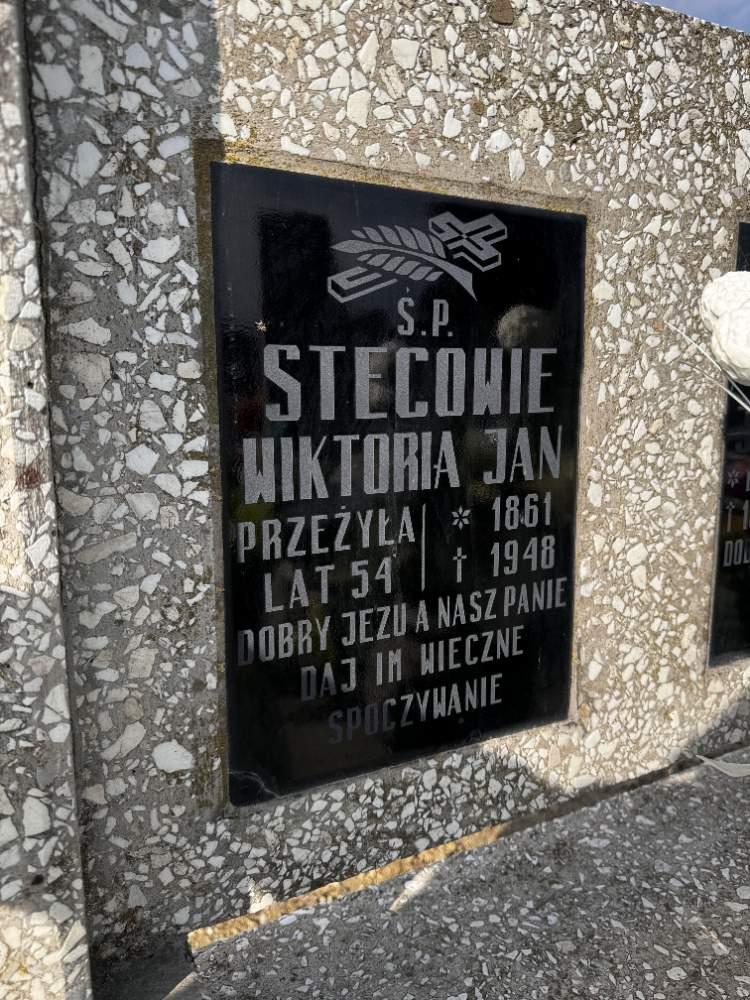 Ś.P.
STECOWIE
WIKTORIA JAN
PRZEŻYŁA * 1861
LAT 54 † 1948
DOBRY JEZU A NASZ PANIE
DAJ IM WIECZNE
SPOCZYWANIE